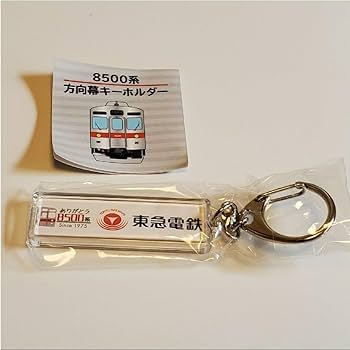 8500系
方向幕キーホルダー
ありがとう
8500系
Since 1975
東急電鉄